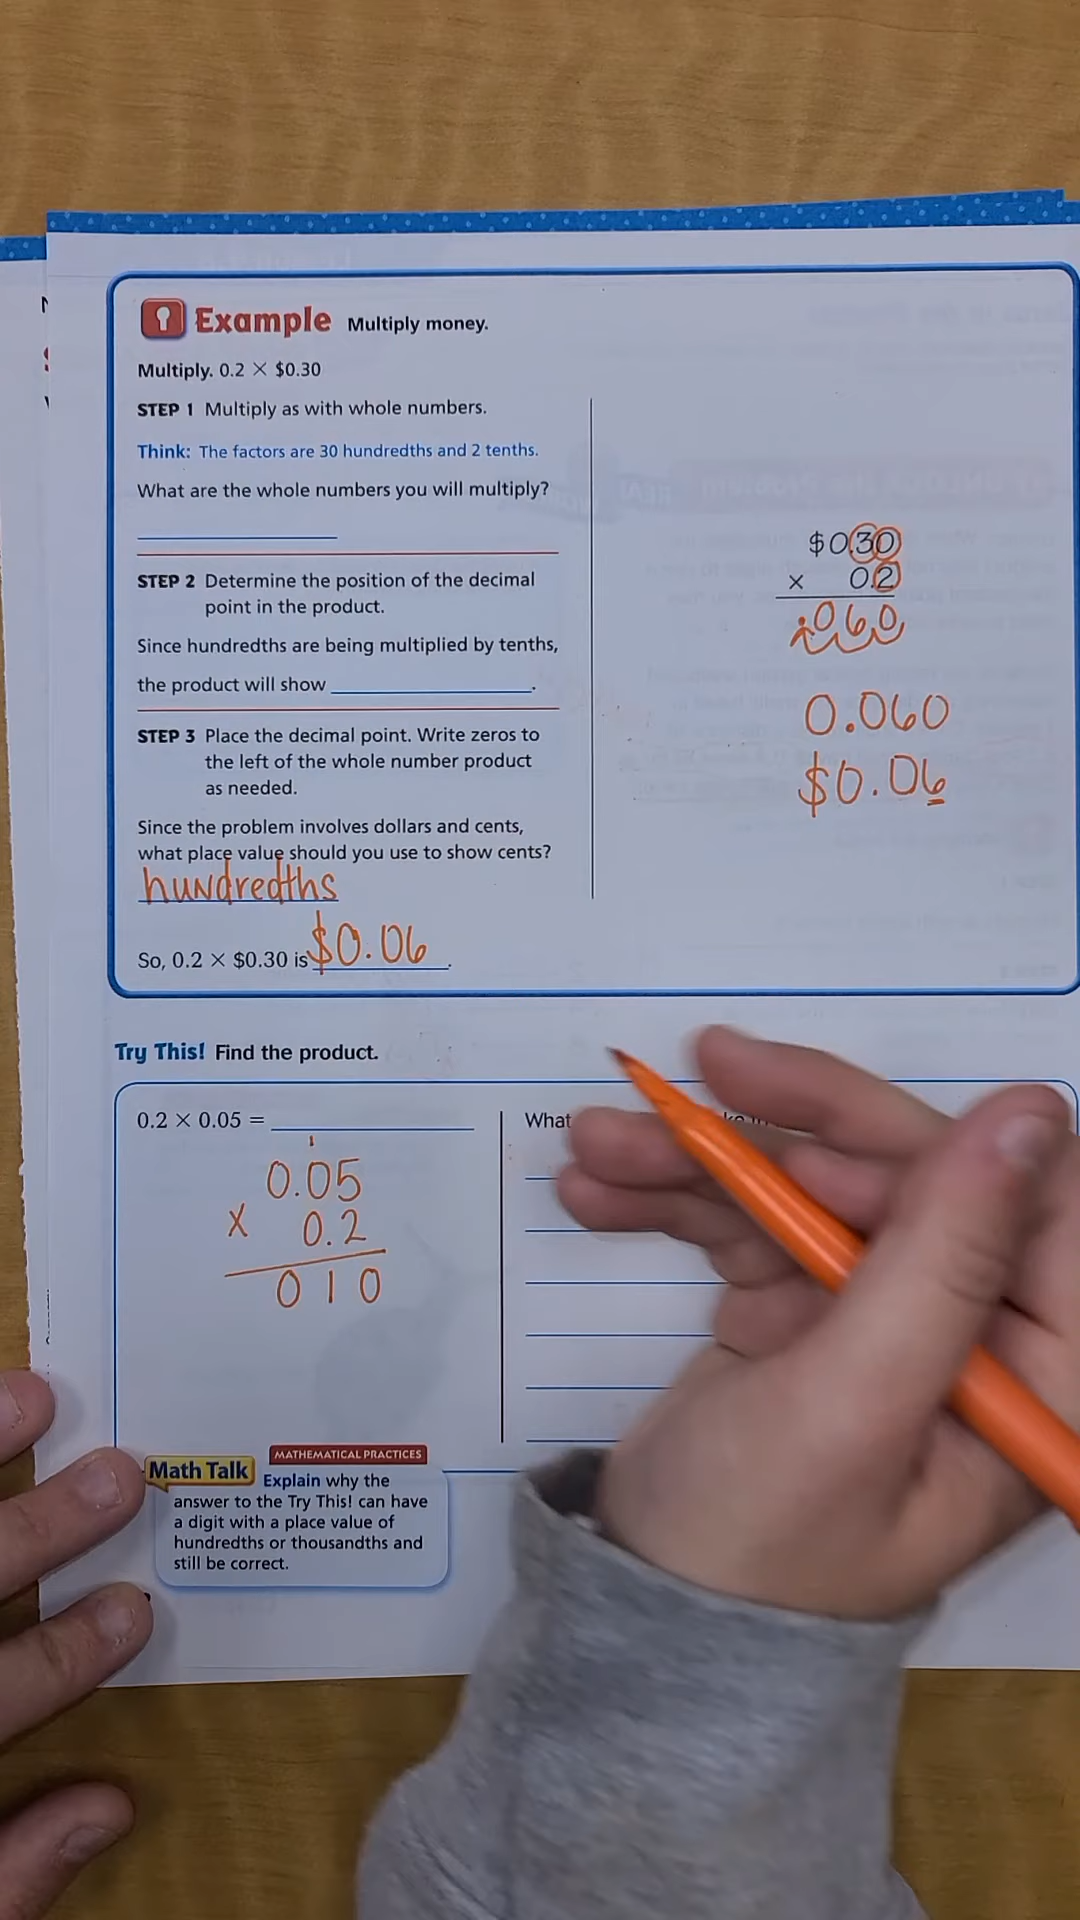 Example Multiply money.
Multiply. 0.2 × $0.30
STEP 1 Multiply as with whole numbers.
Think: The factors are 30 hundredths and 2 tenths.
What are the whole numbers you will multiply?
STEP 2 Determine the position of the decimal
point in the product.
Since hundredths are being multiplied by tenths,
the product will show ____.
STEP 3 Place the decimal point. Write zeros to
the left of the whole number product
as needed.
Since the problem involves dollars and cents,
what place value should you use to show cents?
hundredths
So, 0.2 × $0.30 is $0.06.
$0.30
× 0.2
.060
0.060
$0.06
Try This! Find the product.
0.2 × 0.05 =
1
0.05
× 0.2
010
What
MATHEMATICAL PRACTICES
Math Talk Explain why the
answer to the Try This! can have
a digit with a place value of
hundredths or thousandths and
still be correct.